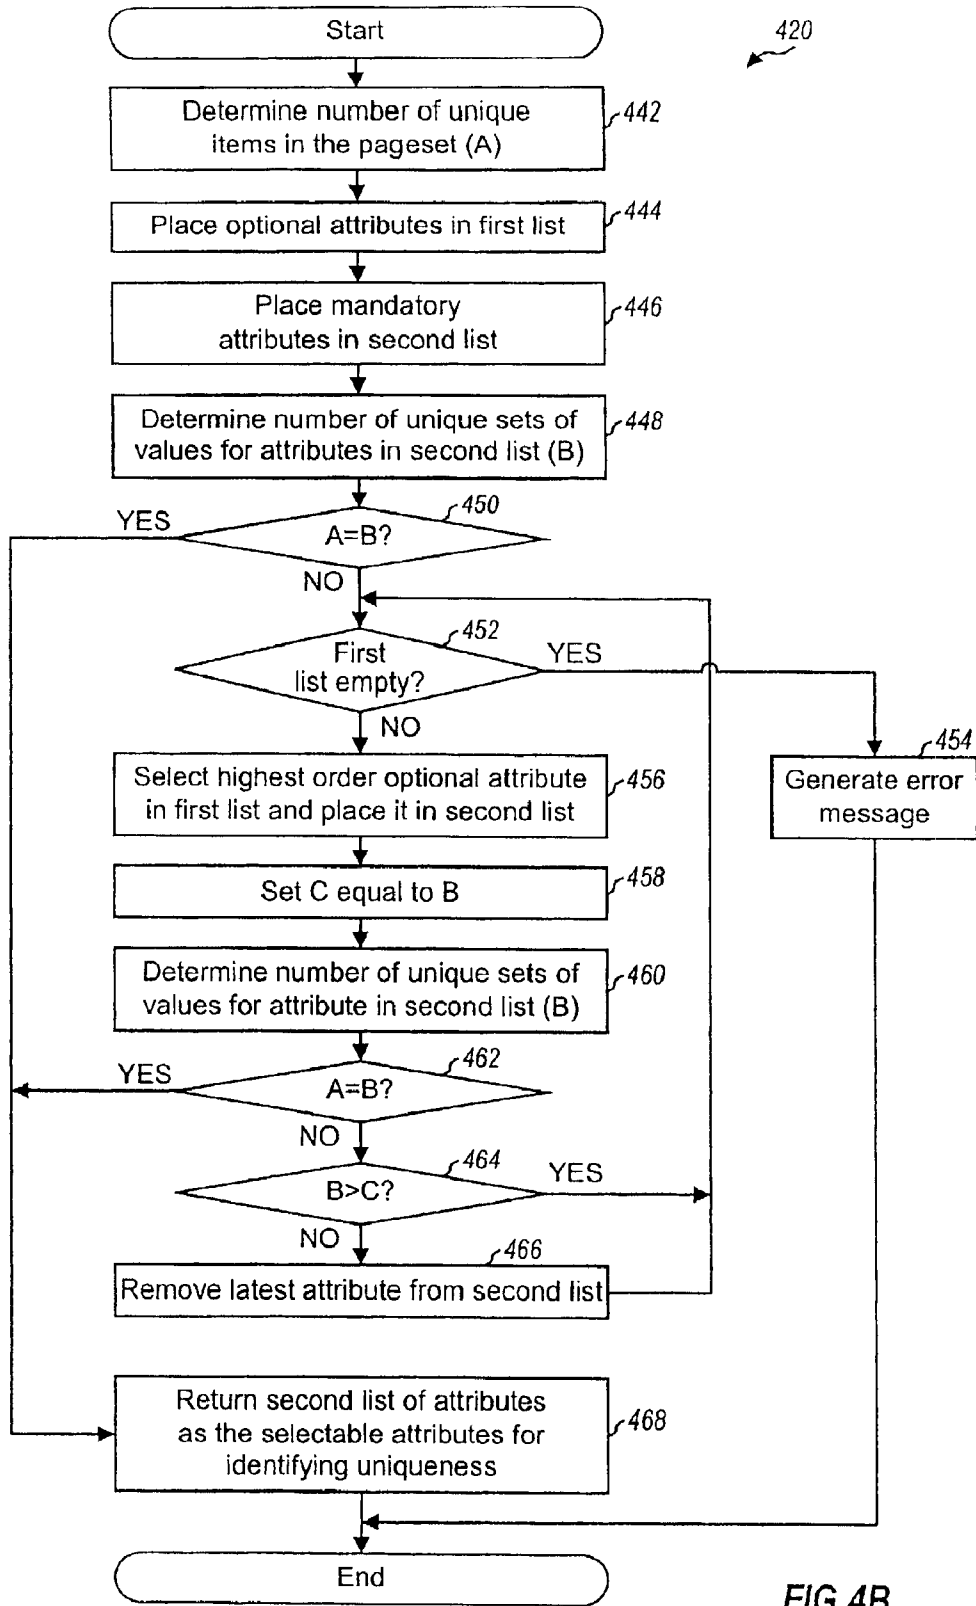 Start
420
Determine number of unique
items in the pageset (A)
442
Place optional attributes in first list
444
Place mandatory
attributes in second list
446
Determine number of unique sets of
values for attributes in second list (B)
448
450
YES
A=B?
NO
452
First
list empty?
YES
NO
454
Generate error
message
Select highest order optional attribute
in first list and place it in second list
456
Set C equal to B
458
Determine number of unique sets of
values for attribute in second list (B)
460
462
YES
A=B?
NO
464
B>C?
YES
NO
466
Remove latest attribute from second list
Return second list of attributes
as the selectable attributes for
identifying uniqueness
468
End
FIG.4B